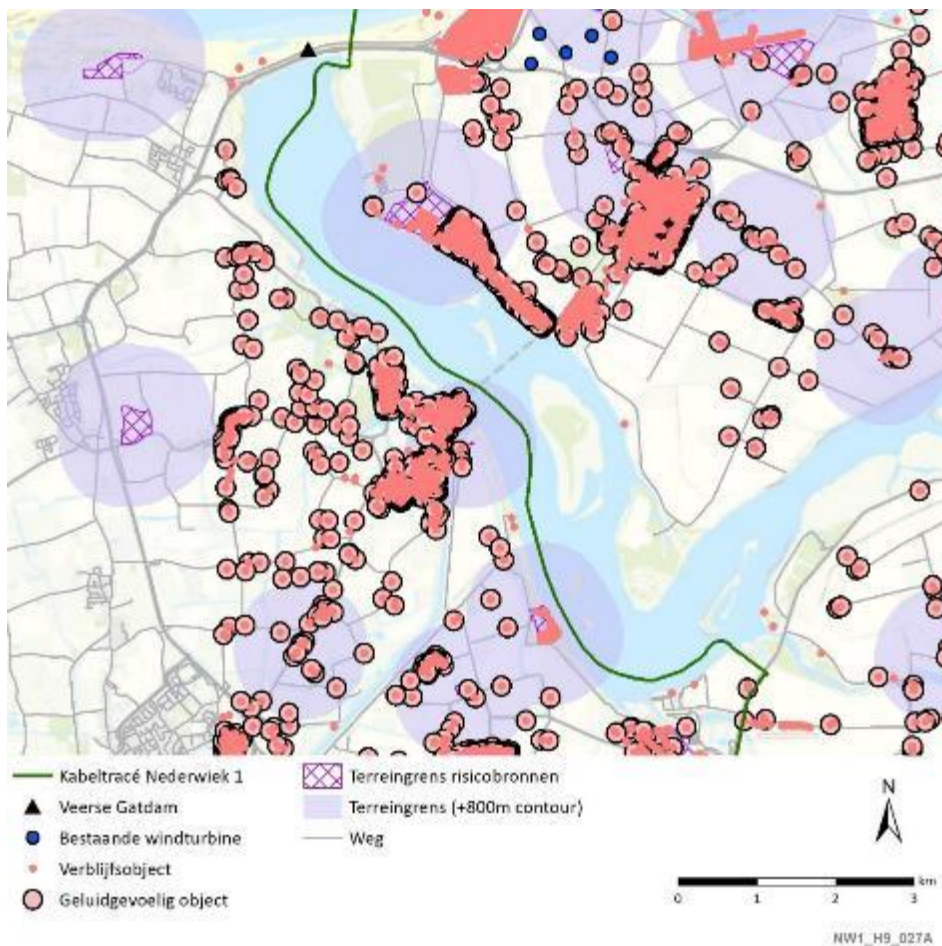 Kabeltracé Nederwiek 1
Veerse Gatdam
Bestaande windturbine
Verblijfsobject
Geluidgevoelig object
Terreingrens risicobronnen
Terreingrens (+800m contour)
Weg
N
km
0 1 2 3
NW1_H9_027A